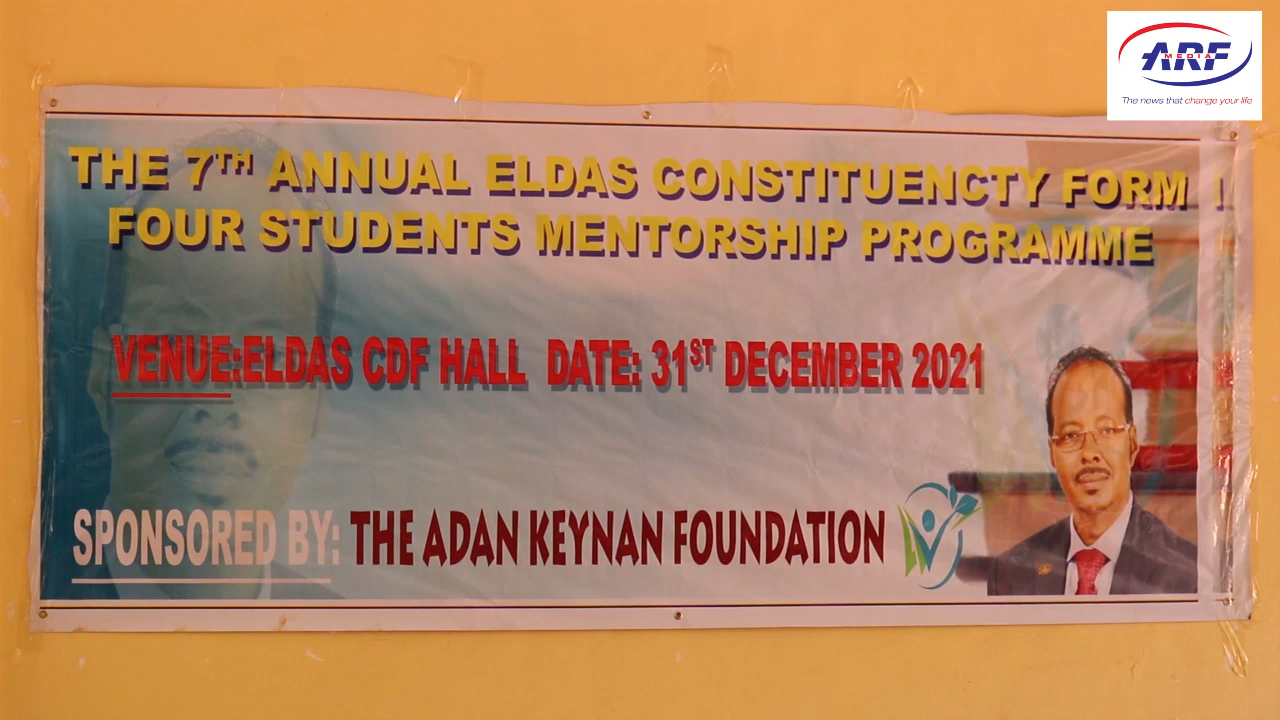 ARF
MEDIA
The news that change your life
THE 7TH ANNUAL ELDAS CONSTITUENCTY FORM
FOUR STUDENTS MENTORSHIP PROGRAMME
VENUE:ELDAS CDF HALL DATE: 31ST DECEMBER 2021
SPONSORED BY: THE ADAN KEYNAN FOUNDATION